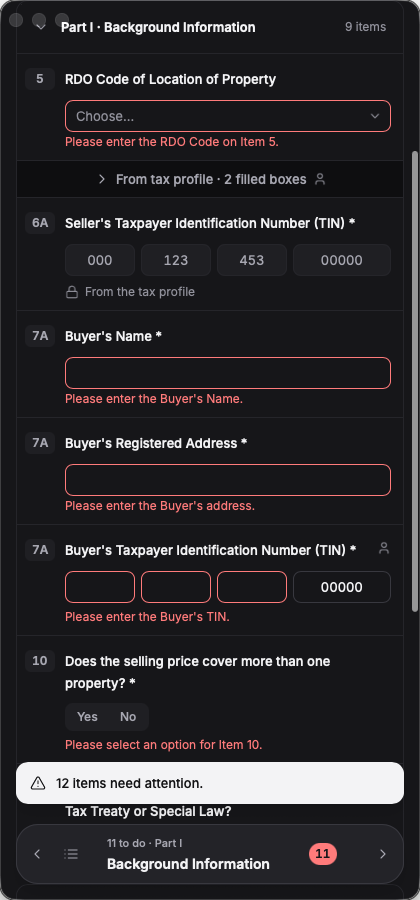 Part I · Background Information
9 items
5
RDO Code of Location of Property
Choose...
Please enter the RDO Code on Item 5.
From tax profile · 2 filled boxes
6A
Seller's Taxpayer Identification Number (TIN) *
000 123 453 00000
From the tax profile
7A
Buyer's Name *
Please enter the Buyer's Name.
7A
Buyer's Registered Address *
Please enter the Buyer's address.
7A
Buyer's Taxpayer Identification Number (TIN) *
00000
Please enter the Buyer's TIN.
10
Does the selling price cover more than one
property? *
Yes No
Please select an option for Item 10.
12 items need attention.
Tax Treaty or Special Law?
11 to do · Part I
Background Information
11